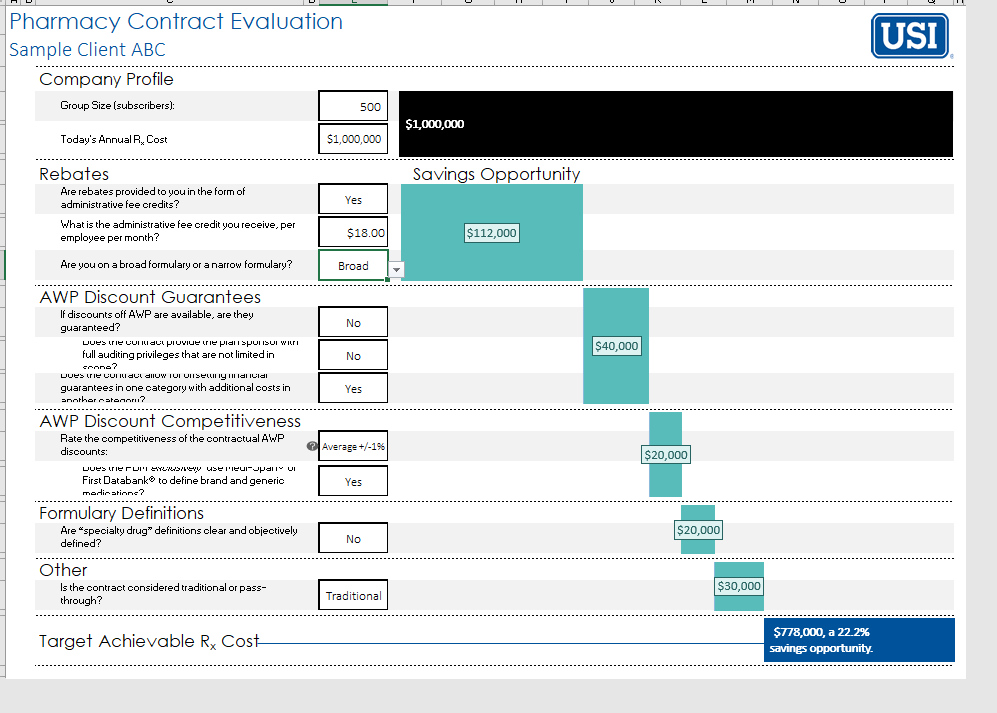 Pharmacy Contract Evaluation
USI
Sample Client ABC
Company Profile
Group Size (subscribers):
500
$1,000,000
Today's Annual Rx Cost
$1,000,000
Rebates
Savings Opportunity
Are rebates provided to you in the form of
administrative fee credits?
Yes
What is the administrative fee credit you receive, per
employee per month?
$18.00
$112,000
Are you on a broad formulary or a narrow formulary?
Broad
AWP Discount Guarantees
If discounts off AWP are available, are they
guaranteed?
No
Does the contract provide the plan sponsor with
full auditing privileges that are not limited in
scope?
No
$40,000
Does the contract allow for offsetting financial
guarantees in one category with additional costs in
another category?
Yes
AWP Discount Competitiveness
Rate the competitiveness of the contractual AWP
discounts:
Average +/-1%
$20,000
Does the PBM exclusively use Medi-Span® or
First Databank® to define brand and generic
medications?
Yes
Formulary Definitions
Are “specialty drug” definitions clear and objectively
defined?
No
$20,000
Other
Is the contract considered traditional or pass-
through?
Traditional
$30,000
Target Achievable Rx Cost
$778,000, a 22.2%
savings opportunity.